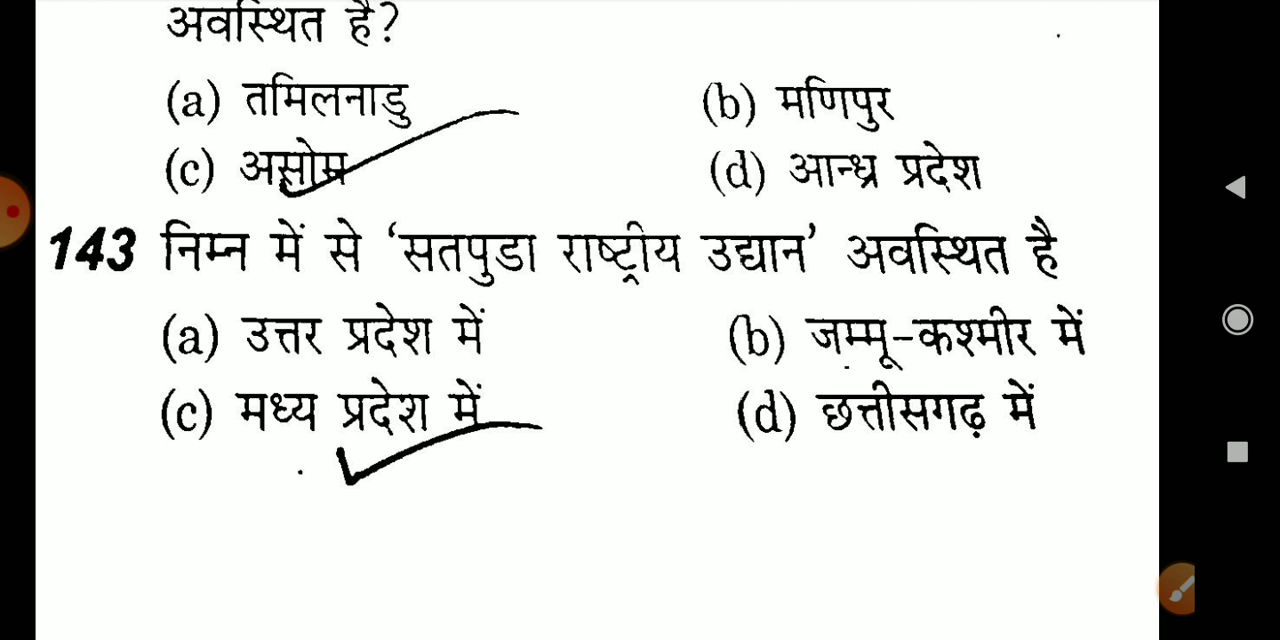 अवस्थित है?
(a) तमिलनाडु (b) मणिपुर
(c) असोम (d) आन्ध्र प्रदेश
143 निम्न में से ‘सतपुडा राष्ट्रीय उद्यान’ अवस्थित है
(a) उत्तर प्रदेश में (b) जम्मू-कश्मीर में
(c) मध्य प्रदेश में (d) छत्तीसगढ़ में